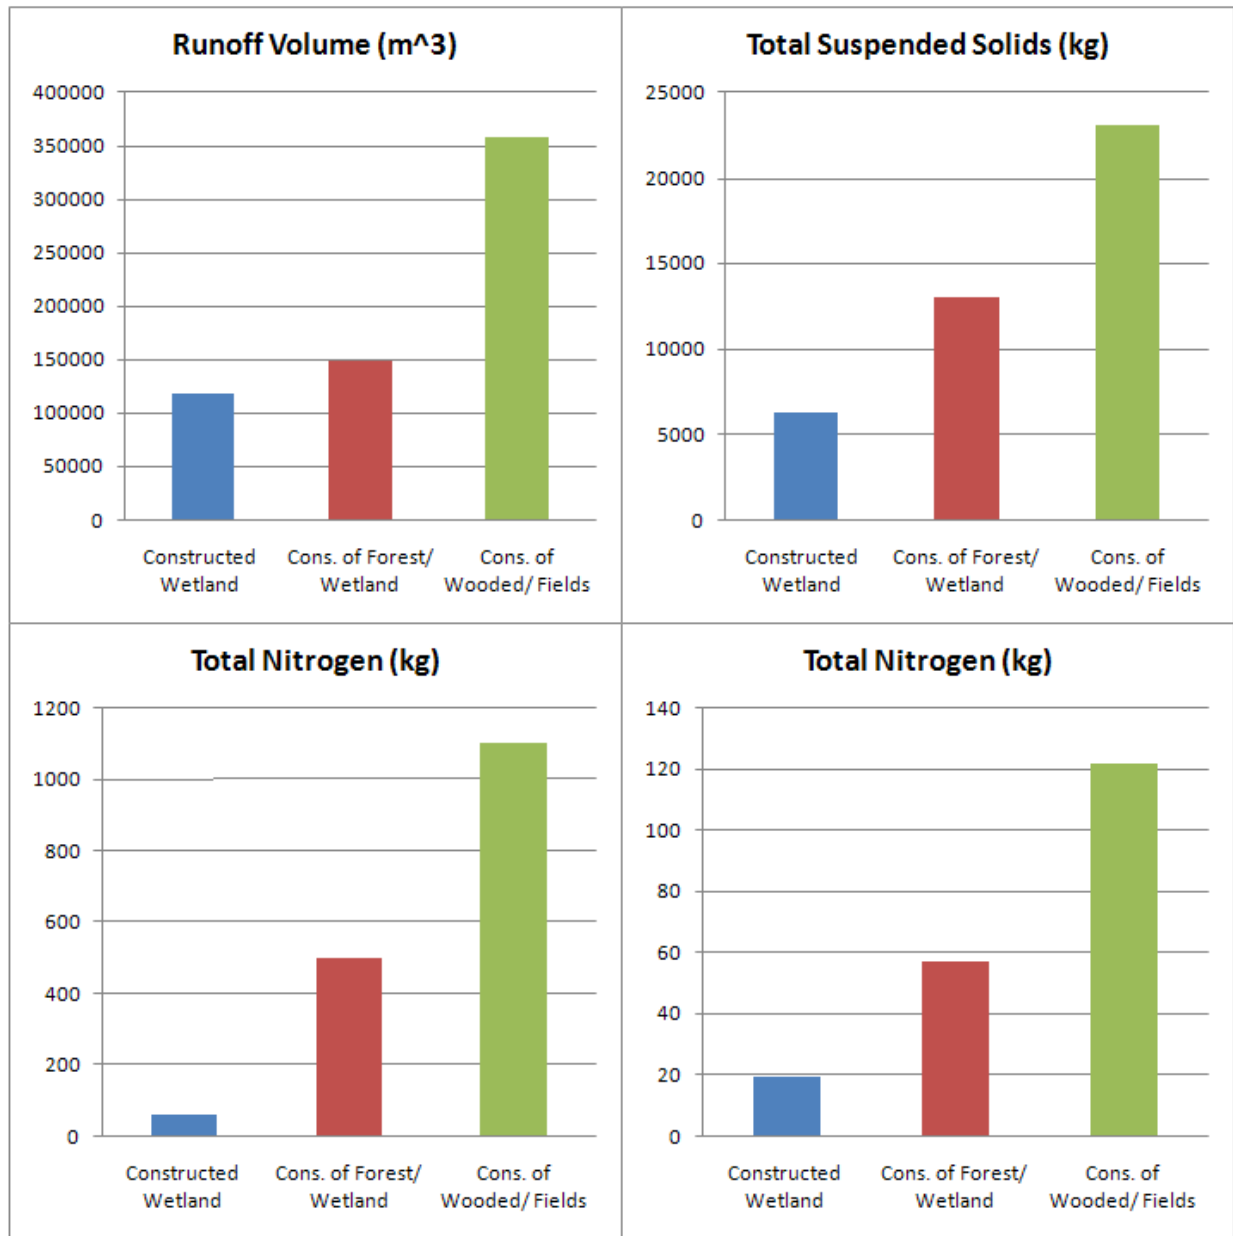 Runoff Volume (m^3)
400000
350000
300000
250000
200000
150000
100000
50000
0
Constructed
Wetland
Cons. of Forest/
Wetland
Cons. of
Wooded/ Fields
Total Suspended Solids (kg)
25000
20000
15000
10000
5000
0
Constructed
Wetland
Cons. of Forest/
Wetland
Cons. of
Wooded/ Fields
Total Nitrogen (kg)
1200
1000
800
600
400
200
0
Constructed
Wetland
Cons. of Forest/
Wetland
Cons. of
Wooded/ Fields
Total Nitrogen (kg)
140
120
100
80
60
40
20
0
Constructed
Wetland
Cons. of Forest/
Wetland
Cons. of
Wooded/ Fields